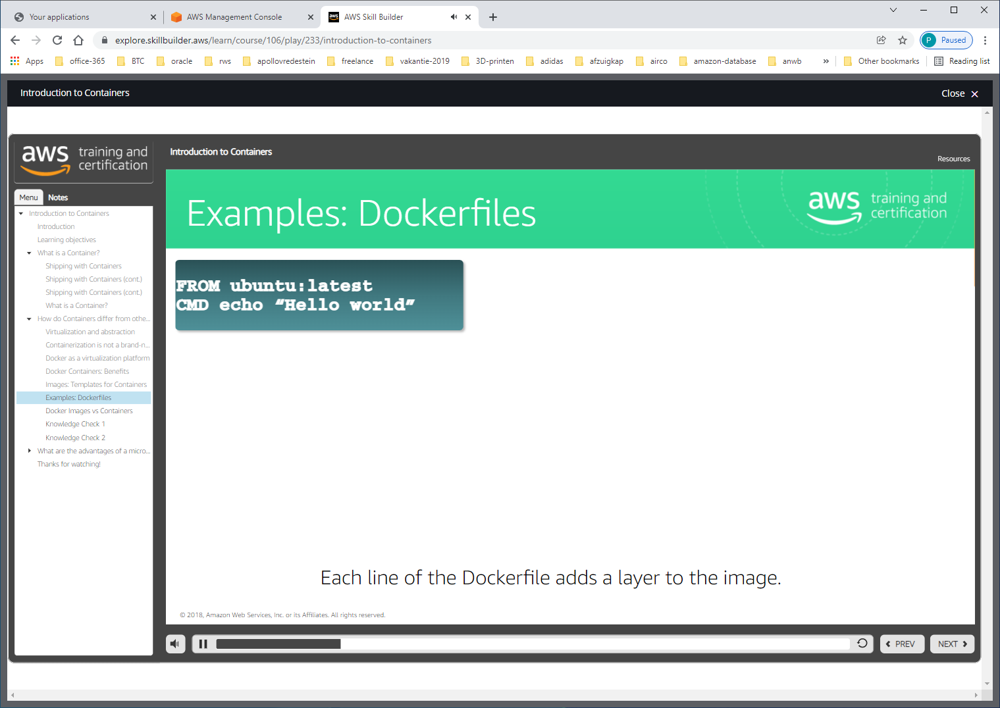 Your applications
AWS Management Console
aws
AWS Skill Builder
explore.skillbuilder.aws/learn/course/106/play/233/introduction-to-containers
P Paused
Apps office-365 BTC oracle rws apollovredestein freelance vakantie-2019 3D-printen adidas afzuigkap airco amazon-database anwb » Other bookmarks Reading list
Introduction to Containers
Close
aws training and certification
Introduction to Containers
Resources
Menu Notes
Introduction to Containers
Introduction
Learning objectives
What is a Container?
Shipping with Containers
Shipping with Containers (cont.)
Shipping with Containers (cont.)
What is a Container?
How do Containers differ from othe...
Virtualization and abstraction
Containerization is not a brand-n...
Docker as a virtualization platform
Docker Containers: Benefits
Images: Templates for Containers
Examples: Dockerfiles
Docker Images vs Containers
Knowledge Check 1
Knowledge Check 2
What are the advantages of a micro...
Thanks for watching!
Examples: Dockerfiles
aws training and certification
FROM ubuntu:latest
CMD echo “Hello world”
Each line of the Dockerfile adds a layer to the image.
© 2018, Amazon Web Services, Inc. or its Affiliates. All rights reserved.
PREV
NEXT